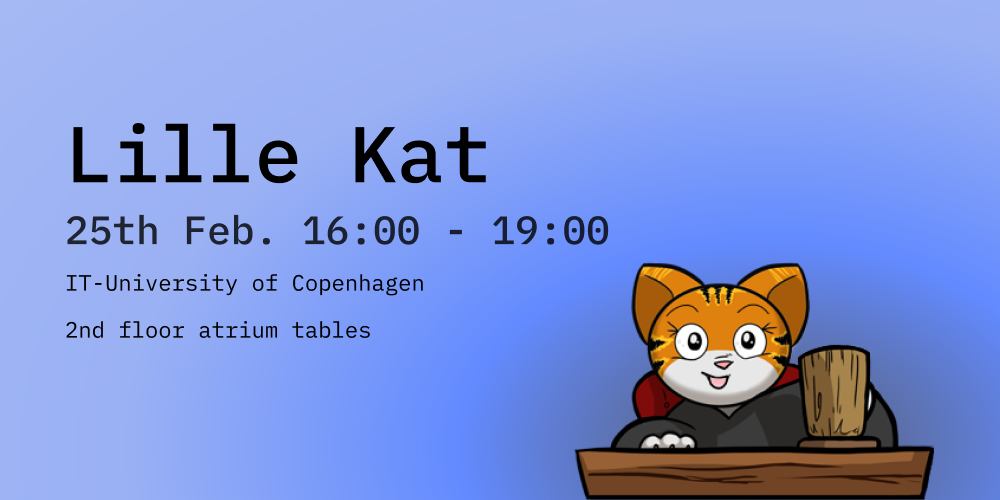 Lille Kat
25th Feb. 16:00 - 19:00
IT-University of Copenhagen
2nd floor atrium tables